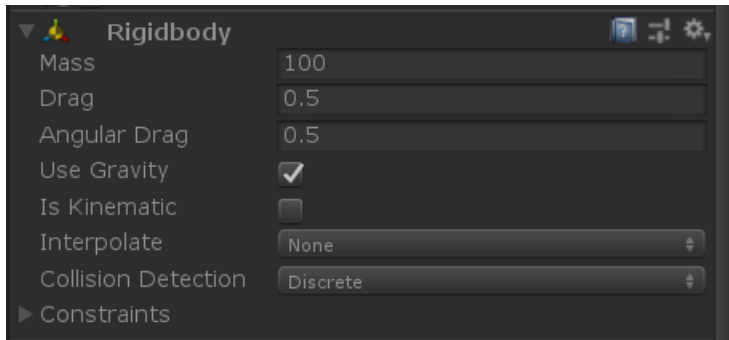 Rigidbody
Mass 100
Drag 0.5
Angular Drag 0.5
Use Gravity
Is Kinematic
Interpolate None
Collision Detection Discrete
Constraints